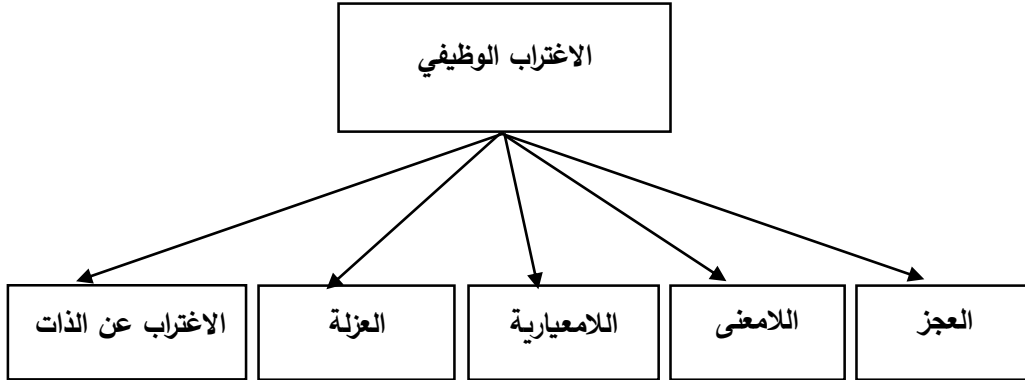 الاغتراب الوظيفي
العجز
اللامعنى
اللامعيارية
العزلة
الاغتراب عن الذات